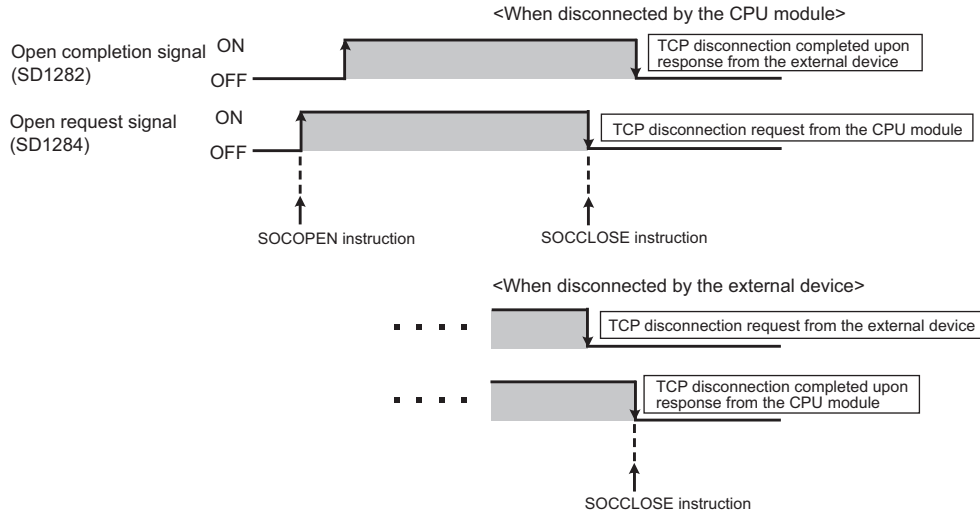 <When disconnected by the CPU module>
Open completion signal
(SD1282)
ON
OFF
TCP disconnection completed upon
response from the external device
Open request signal
(SD1284)
ON
OFF
TCP disconnection request from the CPU module
SOCOPEN instruction
SOCCLOSE instruction
<When disconnected by the external device>
TCP disconnection request from the external device
TCP disconnection completed upon
response from the CPU module
SOCCLOSE instruction